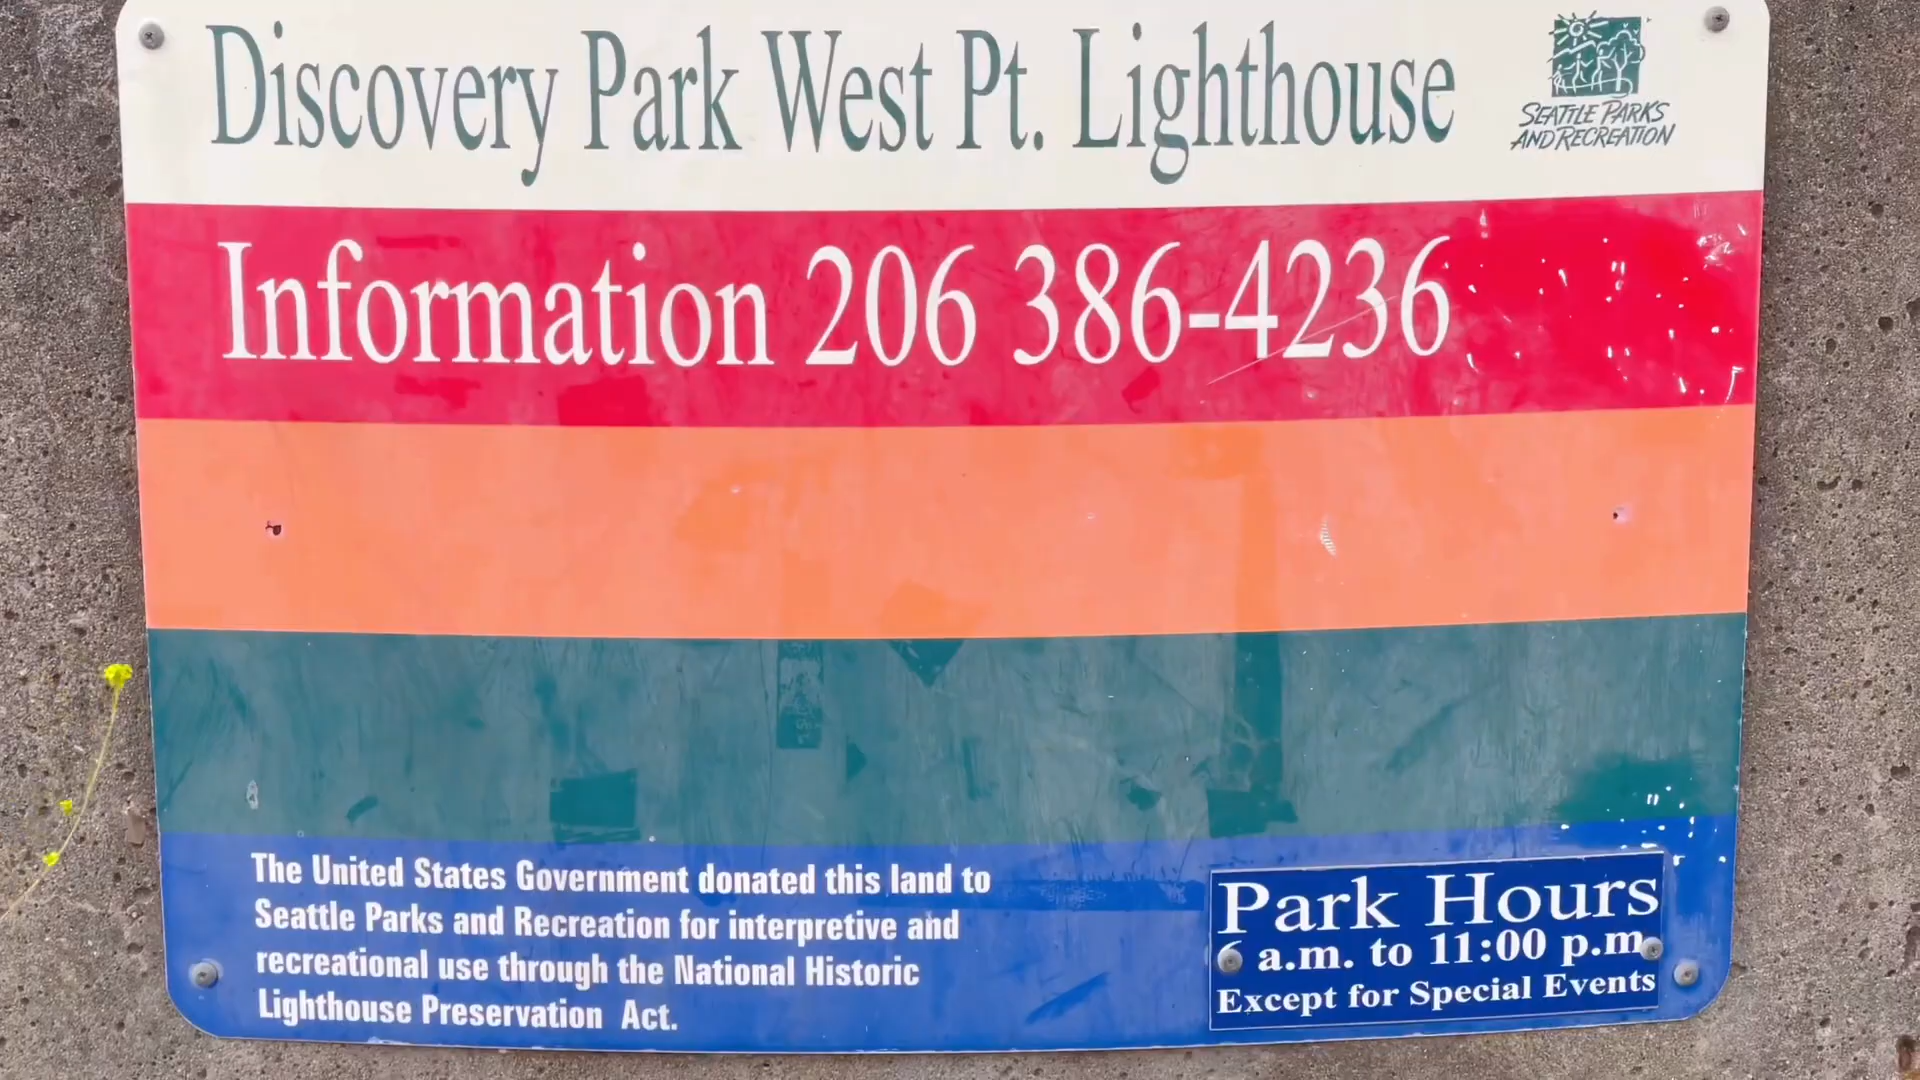 Discovery Park West Pt. Lighthouse
SEATTLE PARKS
AND RECREATION
Information 206 386-4236
The United States Government donated this land to
Seattle Parks and Recreation for interpretive and
recreational use through the National Historic
Lighthouse Preservation Act.
Park Hours
6 a.m. to 11:00 p.m.
Except for Special Events